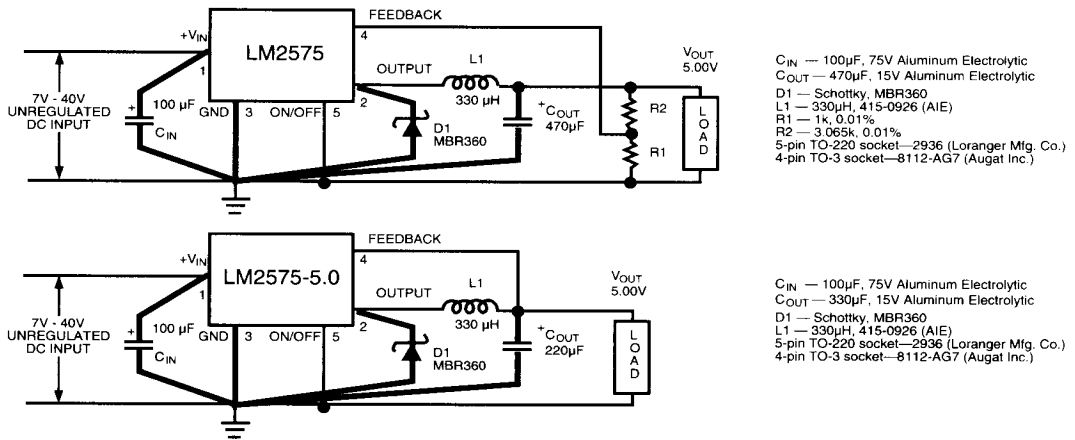 FEEDBACK
+VIN
LM2575
4
1
OUTPUT
L1
VOUT
5.00V
7V - 40V
UNREGULATED
DC INPUT
+
100 µF
CIN
GND
3
ON/OFF
5
2
330 µH
D1
MBR360
+COUT
470µF
R2
R1
LOAD
CIN — 100µF, 75V Aluminum Electrolytic
COUT — 470µF, 15V Aluminum Electrolytic
D1 — Schottky, MBR360
L1 — 330µH, 415-0926 (AIE)
R1 — 1k, 0.01%
R2 — 3.065k, 0.01%
5-pin TO-220 socket—2936 (Loranger Mfg. Co.)
4-pin TO-3 socket—8112-AG7 (Augat Inc.)
FEEDBACK
+VIN
LM2575-5.0
4
1
OUTPUT
L1
VOUT
5.00V
7V - 40V
UNREGULATED
DC INPUT
+
100 µF
CIN
GND
3
ON/OFF
5
2
330 µH
D1
MBR360
+COUT
220µF
LOAD
CIN — 100µF, 75V Aluminum Electrolytic
COUT — 330µF, 15V Aluminum Electrolytic
D1 — Schottky, MBR360
L1 — 330µH, 415-0926 (AIE)
5-pin TO-220 socket—2936 (Loranger Mfg. Co.)
4-pin TO-3 socket—8112-AG7 (Augat Inc.)